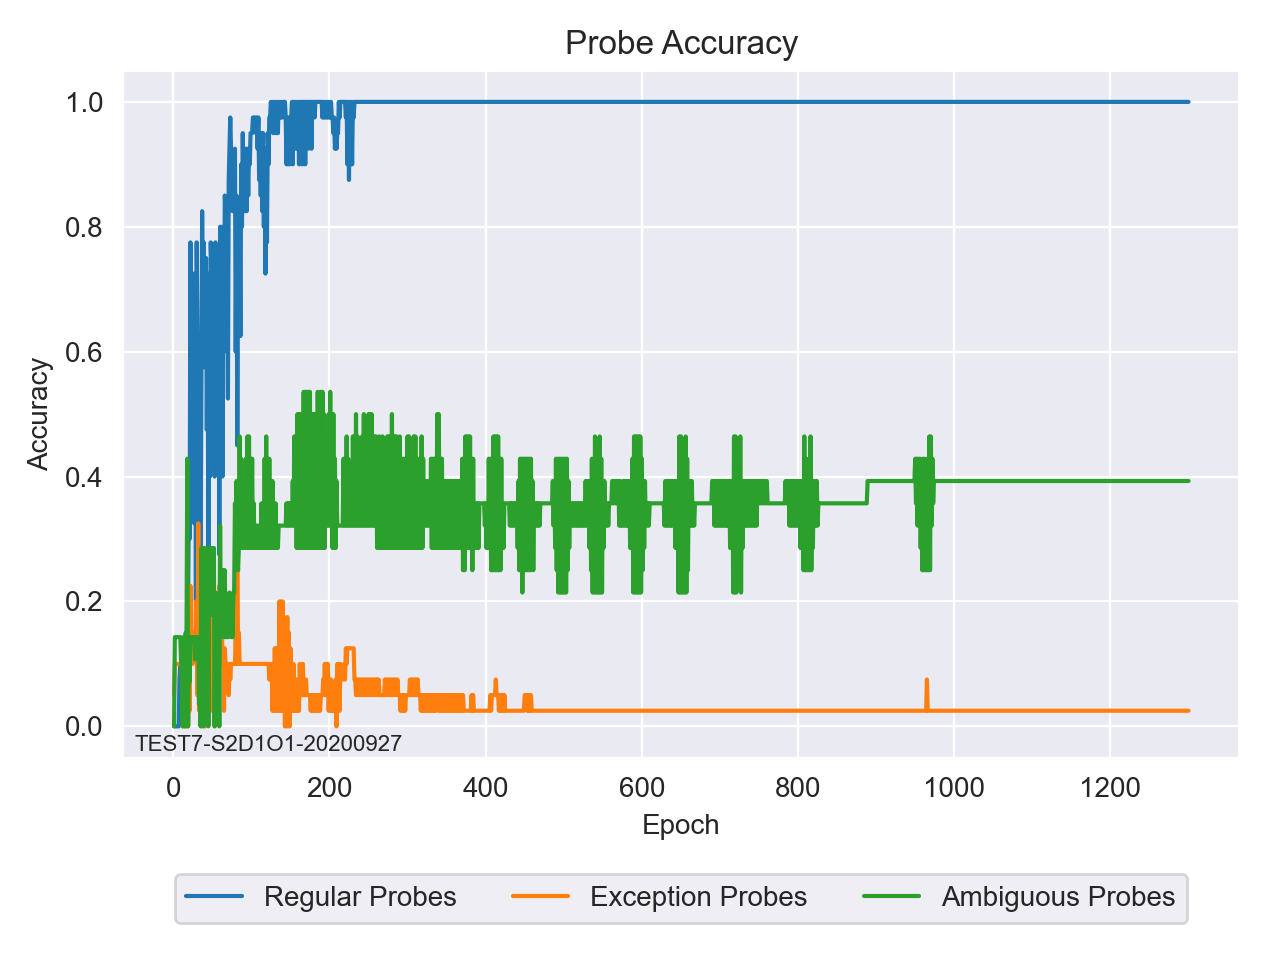 Probe Accuracy
1.0
0.8
0.6
0.4
0.2
0.0
Accuracy
TEST7-S2D1O1-20200927
0 200 400 600 800 1000 1200
Epoch
Regular Probes Exception Probes Ambiguous Probes